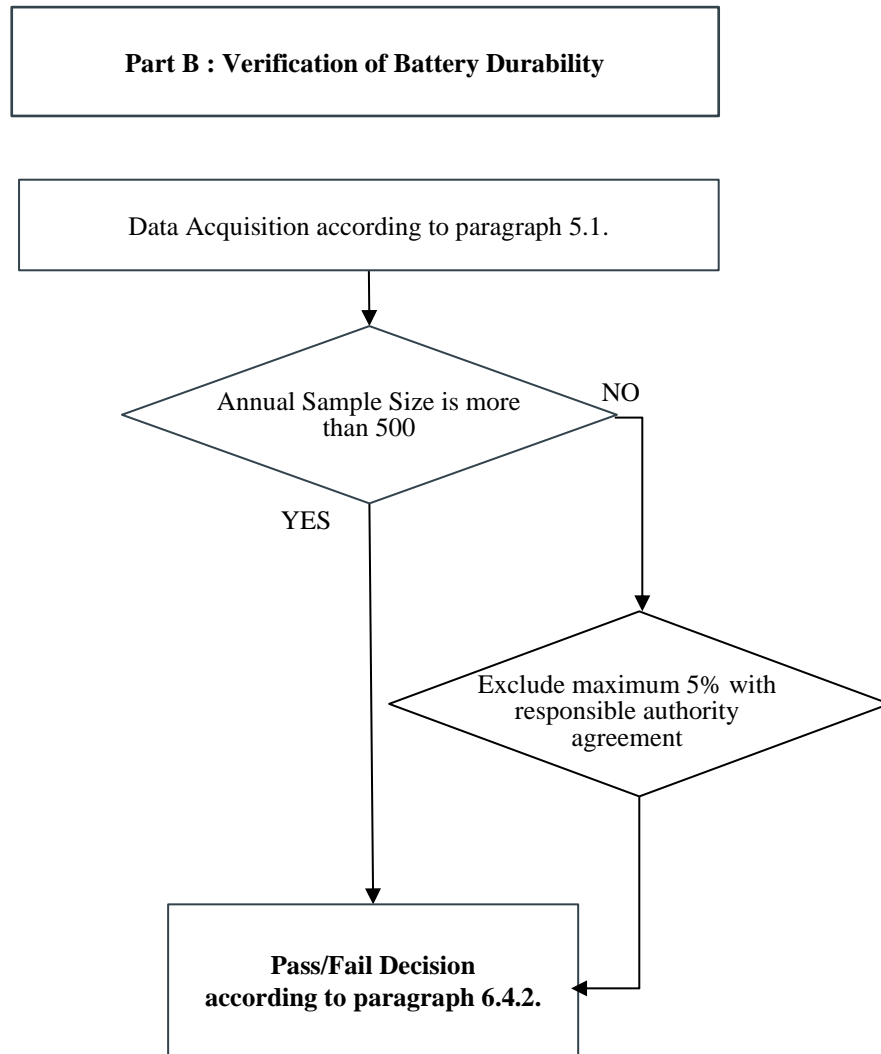 Part B : Verification of Battery Durability
Data Acquisition according to paragraph 5.1.
Annual Sample Size is more
than 500
NO
YES
Exclude maximum 5% with
responsible authority
agreement
Pass/Fail Decision
according to paragraph 6.4.2.